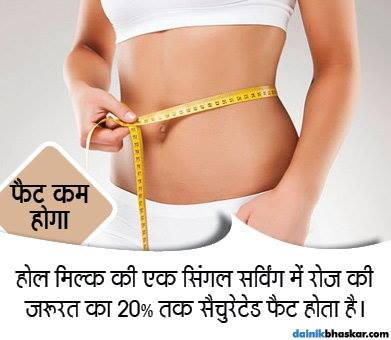 फैट कम
होगा
होल मिल्क की एक सिंगल सर्विंग में रोज की
जरूरत का 20% तक सैचुरेटेड फैट होता है।
dainikbhaskar.com